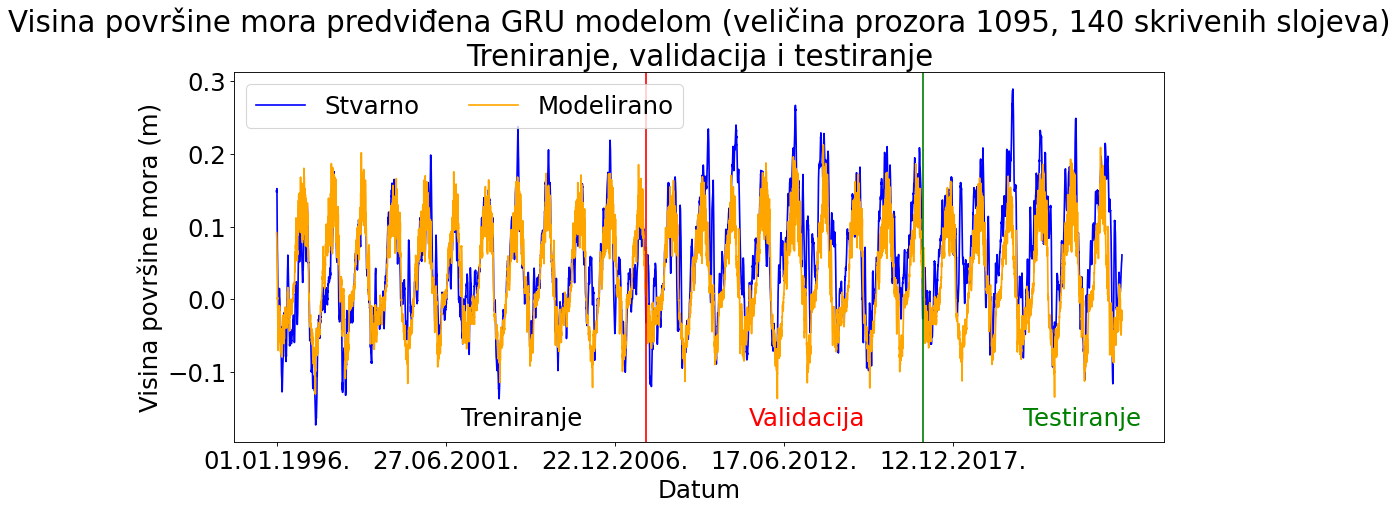 Visina površine mora predviđena GRU modelom (veličina prozora 1095, 140 skrivenih slojeva)
Treniranje, validacija i testiranje
Stvarno
Modelirano
Visina površine mora (m)
0.3
0.2
0.1
0.0
−0.1
Treniranje
Validacija
Testiranje
01.01.1996.
27.06.2001.
22.12.2006.
17.06.2012.
12.12.2017.
Datum